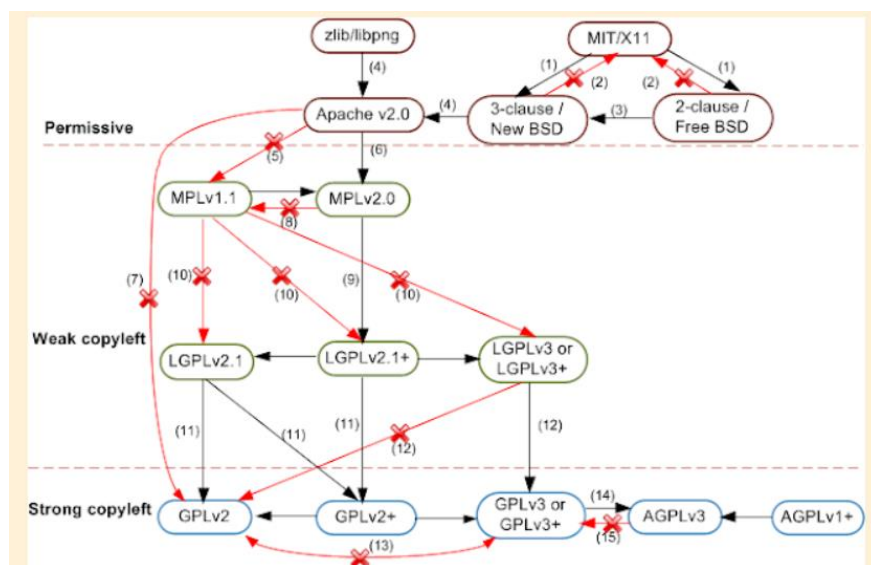 zlib/libpng
MIT/X11
(4)
(1)
(2)
(2)
(1)
Apache v2.0
(4)
3-clause /
New BSD
(3)
2-clause /
Free BSD
Permissive
(5)
(6)
MPLv1.1
MPLv2.0
(8)
(7)
(10)
(10)
(9)
(10)
Weak copyleft
LGPLv2.1
LGPLv2.1+
LGPLv3 or
LGPLv3+
(11)
(11)
(11)
(12)
(12)
Strong copyleft
GPLv2
GPLv2+
GPLv3 or
GPLv3+
(14)
AGPLv3
AGPLv1+
(13)
(15)